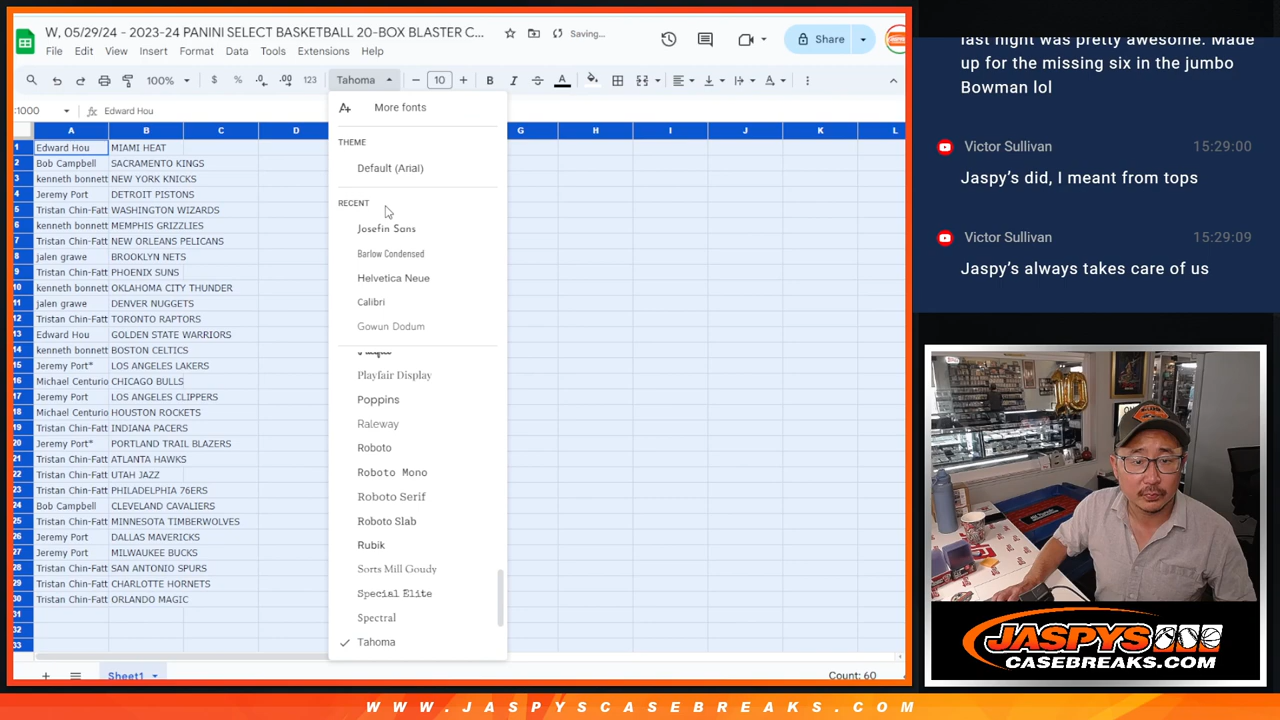 W, 05/29/24 - 2023-24 PANINI SELECT BASKETBALL 20-BOX BLASTER C...
Saving...
File Edit View Insert Format Data Tools Extensions Help
Share
100% $ % .0 .00 123 Tahoma 10 B I A
:1000 fx Edward Hou
A B C D G H I J K L
1 Edward Hou MIAMI HEAT
2 Bob Campbell SACRAMENTO KINGS
3 kenneth bonnett NEW YORK KNICKS
4 Jeremy Port DETROIT PISTONS
5 Tristan Chin-Fatt WASHINGTON WIZARDS
6 kenneth bonnett MEMPHIS GRIZZLIES
7 Tristan Chin-Fatt NEW ORLEANS PELICANS
8 jalen grawe BROOKLYN NETS
9 Tristan Chin-Fatt PHOENIX SUNS
10 kenneth bonnett OKLAHOMA CITY THUNDER
11 jalen grawe DENVER NUGGETS
12 Tristan Chin-Fatt TORONTO RAPTORS
13 Edward Hou GOLDEN STATE WARRIORS
14 kenneth bonnett BOSTON CELTICS
15 Jeremy Port* LOS ANGELES LAKERS
16 Michael Centurio CHICAGO BULLS
17 Jeremy Port LOS ANGELES CLIPPERS
18 Michael Centurio HOUSTON ROCKETS
19 Tristan Chin-Fatt INDIANA PACERS
20 Jeremy Port* PORTLAND TRAIL BLAZERS
21 Tristan Chin-Fatt ATLANTA HAWKS
22 Tristan Chin-Fatt UTAH JAZZ
23 Tristan Chin-Fatt PHILADELPHIA 76ERS
24 Bob Campbell CLEVELAND CAVALIERS
25 Tristan Chin-Fatt MINNESOTA TIMBERWOLVES
26 Jeremy Port DALLAS MAVERICKS
27 Jeremy Port MILWAUKEE BUCKS
28 Tristan Chin-Fatt SAN ANTONIO SPURS
29 Tristan Chin-Fatt CHARLOTTE HORNETS
30 Tristan Chin-Fatt ORLANDO MAGIC
31
32
33
More fonts
THEME
Default (Arial)
RECENT
Josefin Sans
Barlow Condensed
Helvetica Neue
Calibri
Gowun Dodum
Playfair Display
Poppins
Raleway
Roboto
Roboto Mono
Roboto Serif
Roboto Slab
Rubik
Sorts Mill Goudy
Special Elite
Spectral
Tahoma
Sheet1
Count: 60
last night was pretty awesome. Made
up for the missing six in the jumbo
Bowman lol
Victor Sullivan 15:29:00
Jaspy's did, I meant from tops
Victor Sullivan 15:29:09
Jaspy's always takes care of us
10
JASPYS
CASEBREAKS.COM
WWW.JASPYSCASEBREAKS.COM